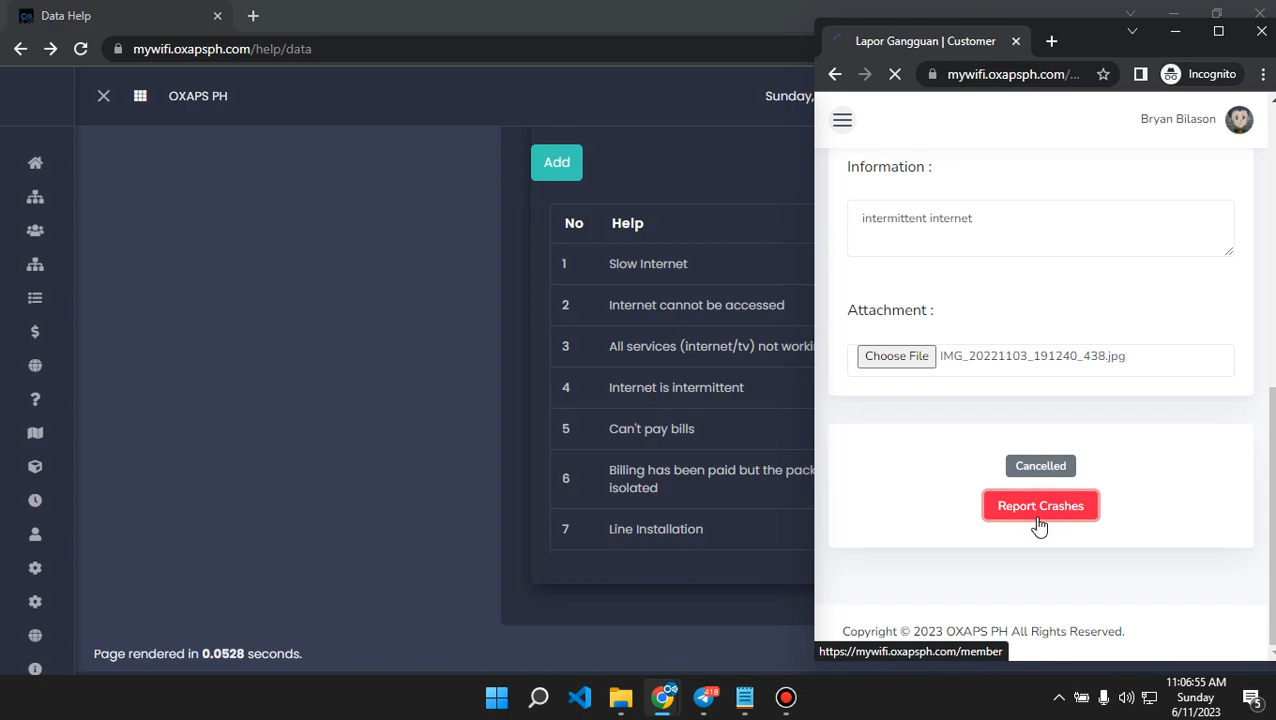 Data Help
mywifi.oxapsph.com/help/data
OXAPS PH
Sunday,
Add
No Help
1 Slow Internet
2 Internet cannot be accessed
3 All services (internet/tv) not worki
4 Internet is intermittent
5 Can't pay bills
6 Billing has been paid but the pack
isolated
7 Line Installation
Page rendered in 0.0528 seconds.
Lapor Gangguan | Customer
mywifi.oxapsph.com/...
Incognito
Bryan Bilason
Information :
intermittent internet
Attachment :
Choose File IMG_20221103_191240_438.jpg
Cancelled
Report Crashes
Copyright © 2023 OXAPS PH All Rights Reserved.
https://mywifi.oxapsph.com/member
418
11:06:55 AM
Sunday
6/11/2023
5